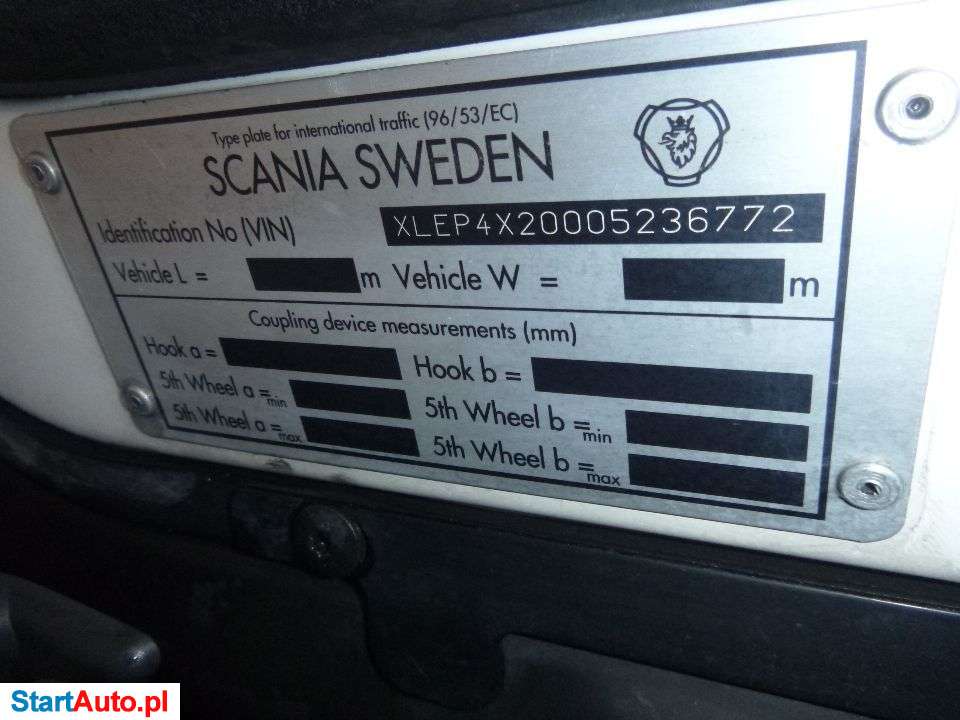 Type plate for international traffic (96/53/EC)
SCANIA SWEDEN
Identification No (VIN) XLEP4X20005236772
Vehicle L = m Vehicle W = m
Coupling device measurements (mm)
Hook a = Hook b =
5th Wheel a =min 5th Wheel b =min
5th Wheel a =max 5th Wheel b =max
StartAuto.pl